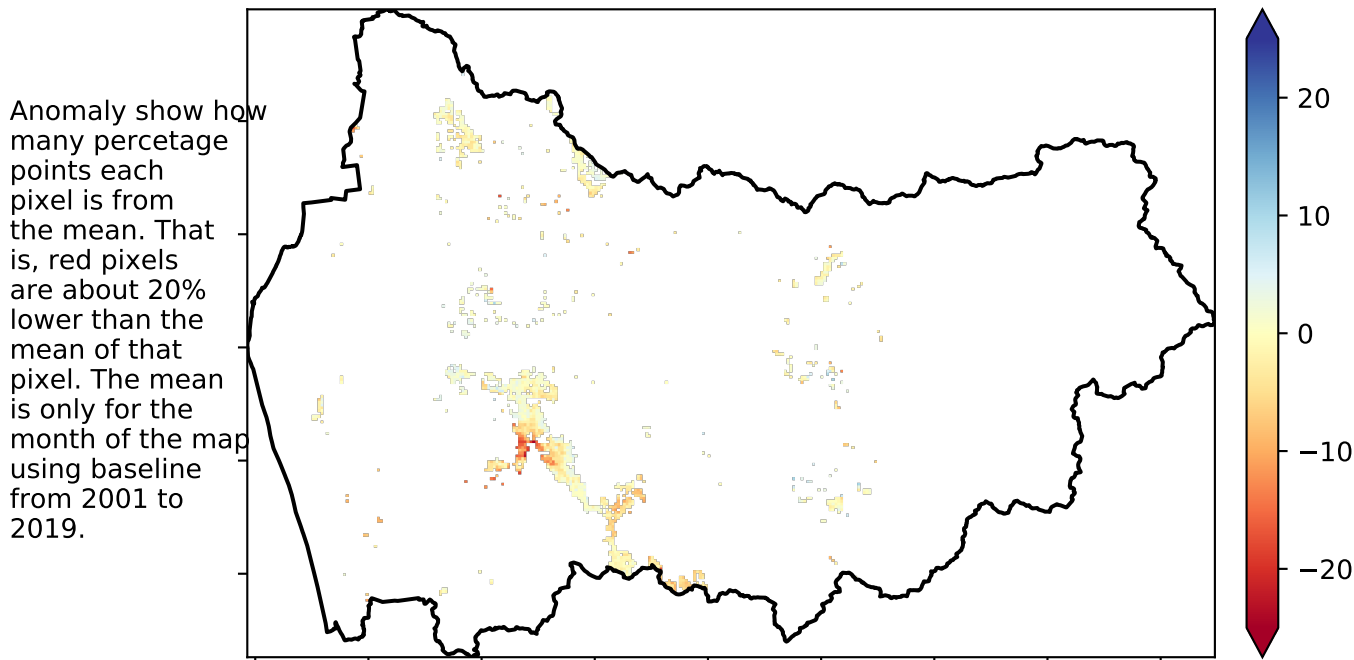 Anomaly show how
many percetage
points each
pixel is from
the mean. That
is, red pixels
are about 20%
lower than the
mean of that
pixel. The mean
is only for the
month of the map
using baseline
from 2001 to
2019.
20
10
0
−10
−20